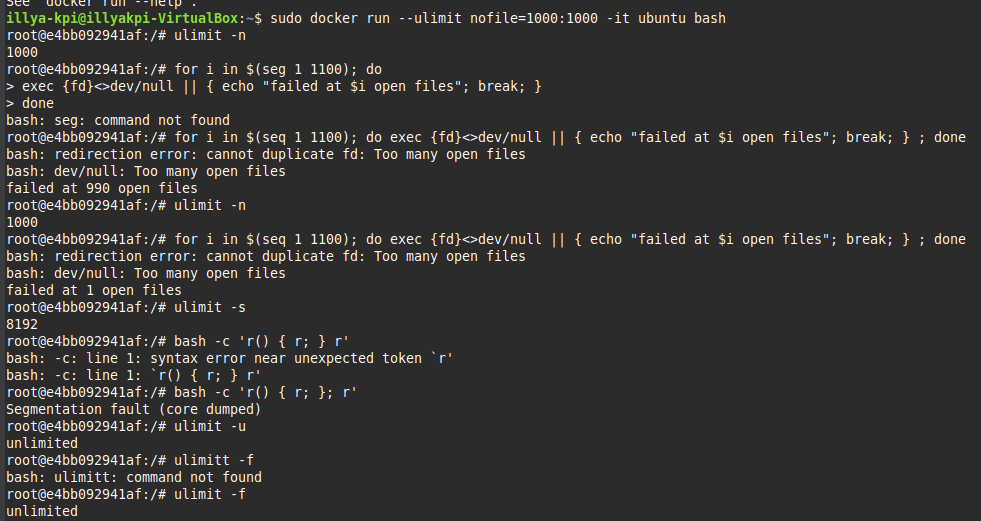 See 'docker run --help'.
illya-kpi@illyakpi-VirtualBox:~$ sudo docker run --ulimit nofile=1000:1000 -it ubuntu bash
root@e4bb092941af:/# ulimit -n
1000
root@e4bb092941af:/# for i in $(seg 1 1100); do
> exec {fd}<>dev/null || { echo "failed at $i open files"; break; }
> done
bash: seg: command not found
root@e4bb092941af:/# for i in $(seq 1 1100); do exec {fd}<>dev/null || { echo "failed at $i open files"; break; } ; done
bash: redirection error: cannot duplicate fd: Too many open files
bash: dev/null: Too many open files
failed at 990 open files
root@e4bb092941af:/# ulimit -n
1000
root@e4bb092941af:/# for i in $(seq 1 1100); do exec {fd}<>dev/null || { echo "failed at $i open files"; break; } ; done
bash: redirection error: cannot duplicate fd: Too many open files
bash: dev/null: Too many open files
failed at 1 open files
root@e4bb092941af:/# ulimit -s
8192
root@e4bb092941af:/# bash -c 'r() { r; } r'
bash: -c: line 1: syntax error near unexpected token `r'
bash: -c: line 1: `r() { r; } r'
root@e4bb092941af:/# bash -c 'r() { r; }; r'
Segmentation fault (core dumped)
root@e4bb092941af:/# ulimit -u
unlimited
root@e4bb092941af:/# ulimitt -f
bash: ulimitt: command not found
root@e4bb092941af:/# ulimit -f
unlimited